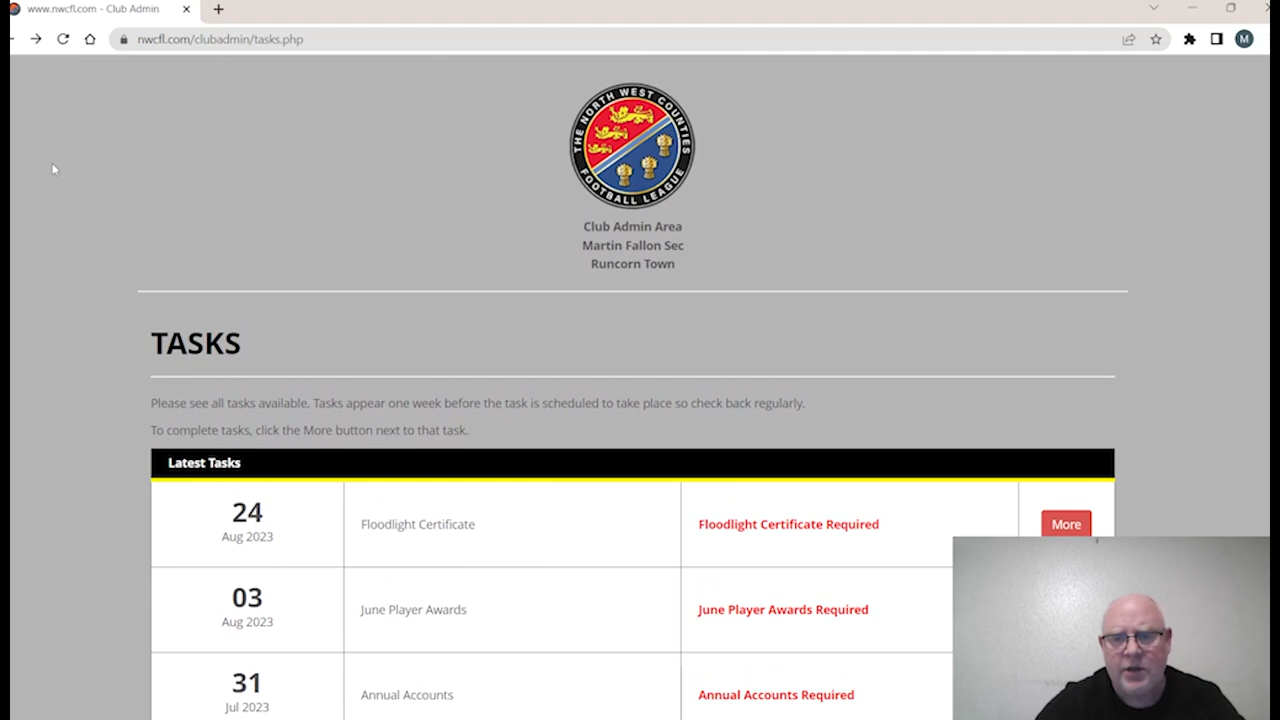 www.nwcfl.com - Club Admin
nwcfl.com/clubadmin/tasks.php
M
THE NORTH WEST COUNTIES
FOOTBALL LEAGUE
Club Admin Area
Martin Fallon Sec
Runcorn Town
TASKS
Please see all tasks available. Tasks appear one week before the task is scheduled to take place so check back regularly.
To complete tasks, click the More button next to that task.
Latest Tasks
24
Aug 2023
Floodlight Certificate
Floodlight Certificate Required
More
03
Aug 2023
June Player Awards
June Player Awards Required
31
Jul 2023
Annual Accounts
Annual Accounts Required